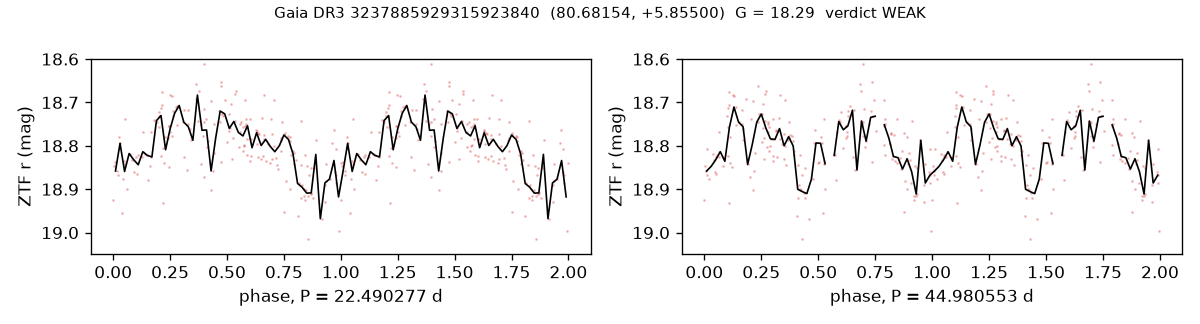 Gaia DR3 3237885929315923840 (80.68154, +5.85500) G = 18.29 verdict WEAK
ZTF r (mag)
18.6
18.7
18.8
18.9
19.0
0.00 0.25 0.50 0.75 1.00 1.25 1.50 1.75 2.00
phase, P = 22.490277 d
ZTF r (mag)
18.6
18.7
18.8
18.9
19.0
0.00 0.25 0.50 0.75 1.00 1.25 1.50 1.75 2.00
phase, P = 44.980553 d